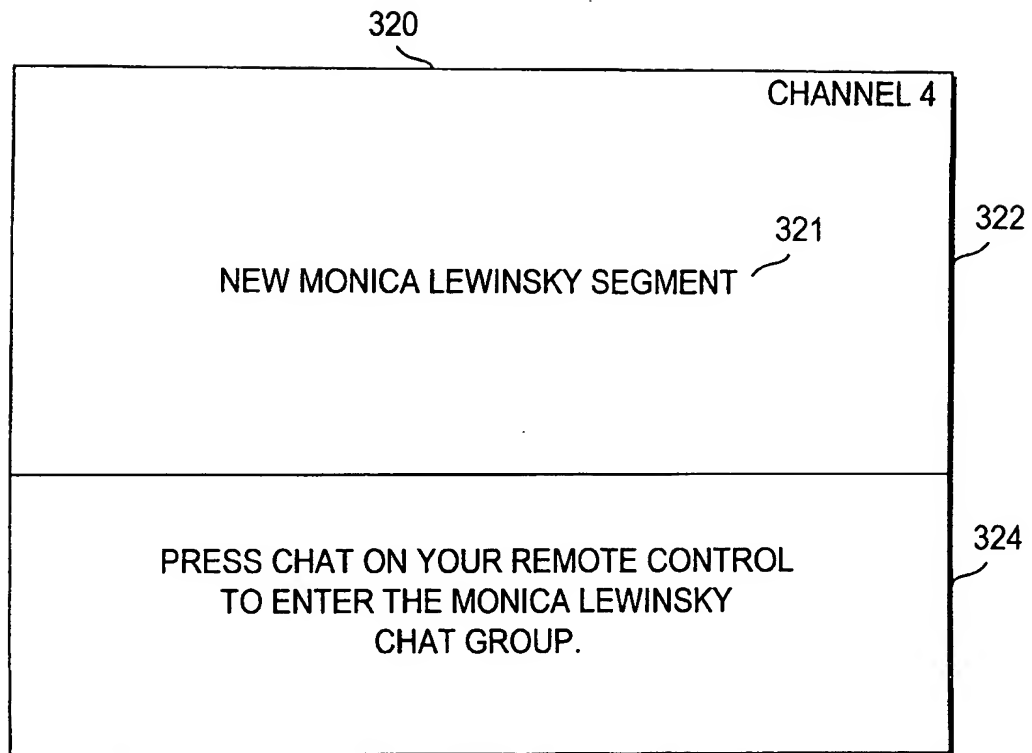 320
CHANNEL 4
321
322
NEW MONICA LEWINSKY SEGMENT
324
PRESS CHAT ON YOUR REMOTE CONTROL
TO ENTER THE MONICA LEWINSKY
CHAT GROUP.